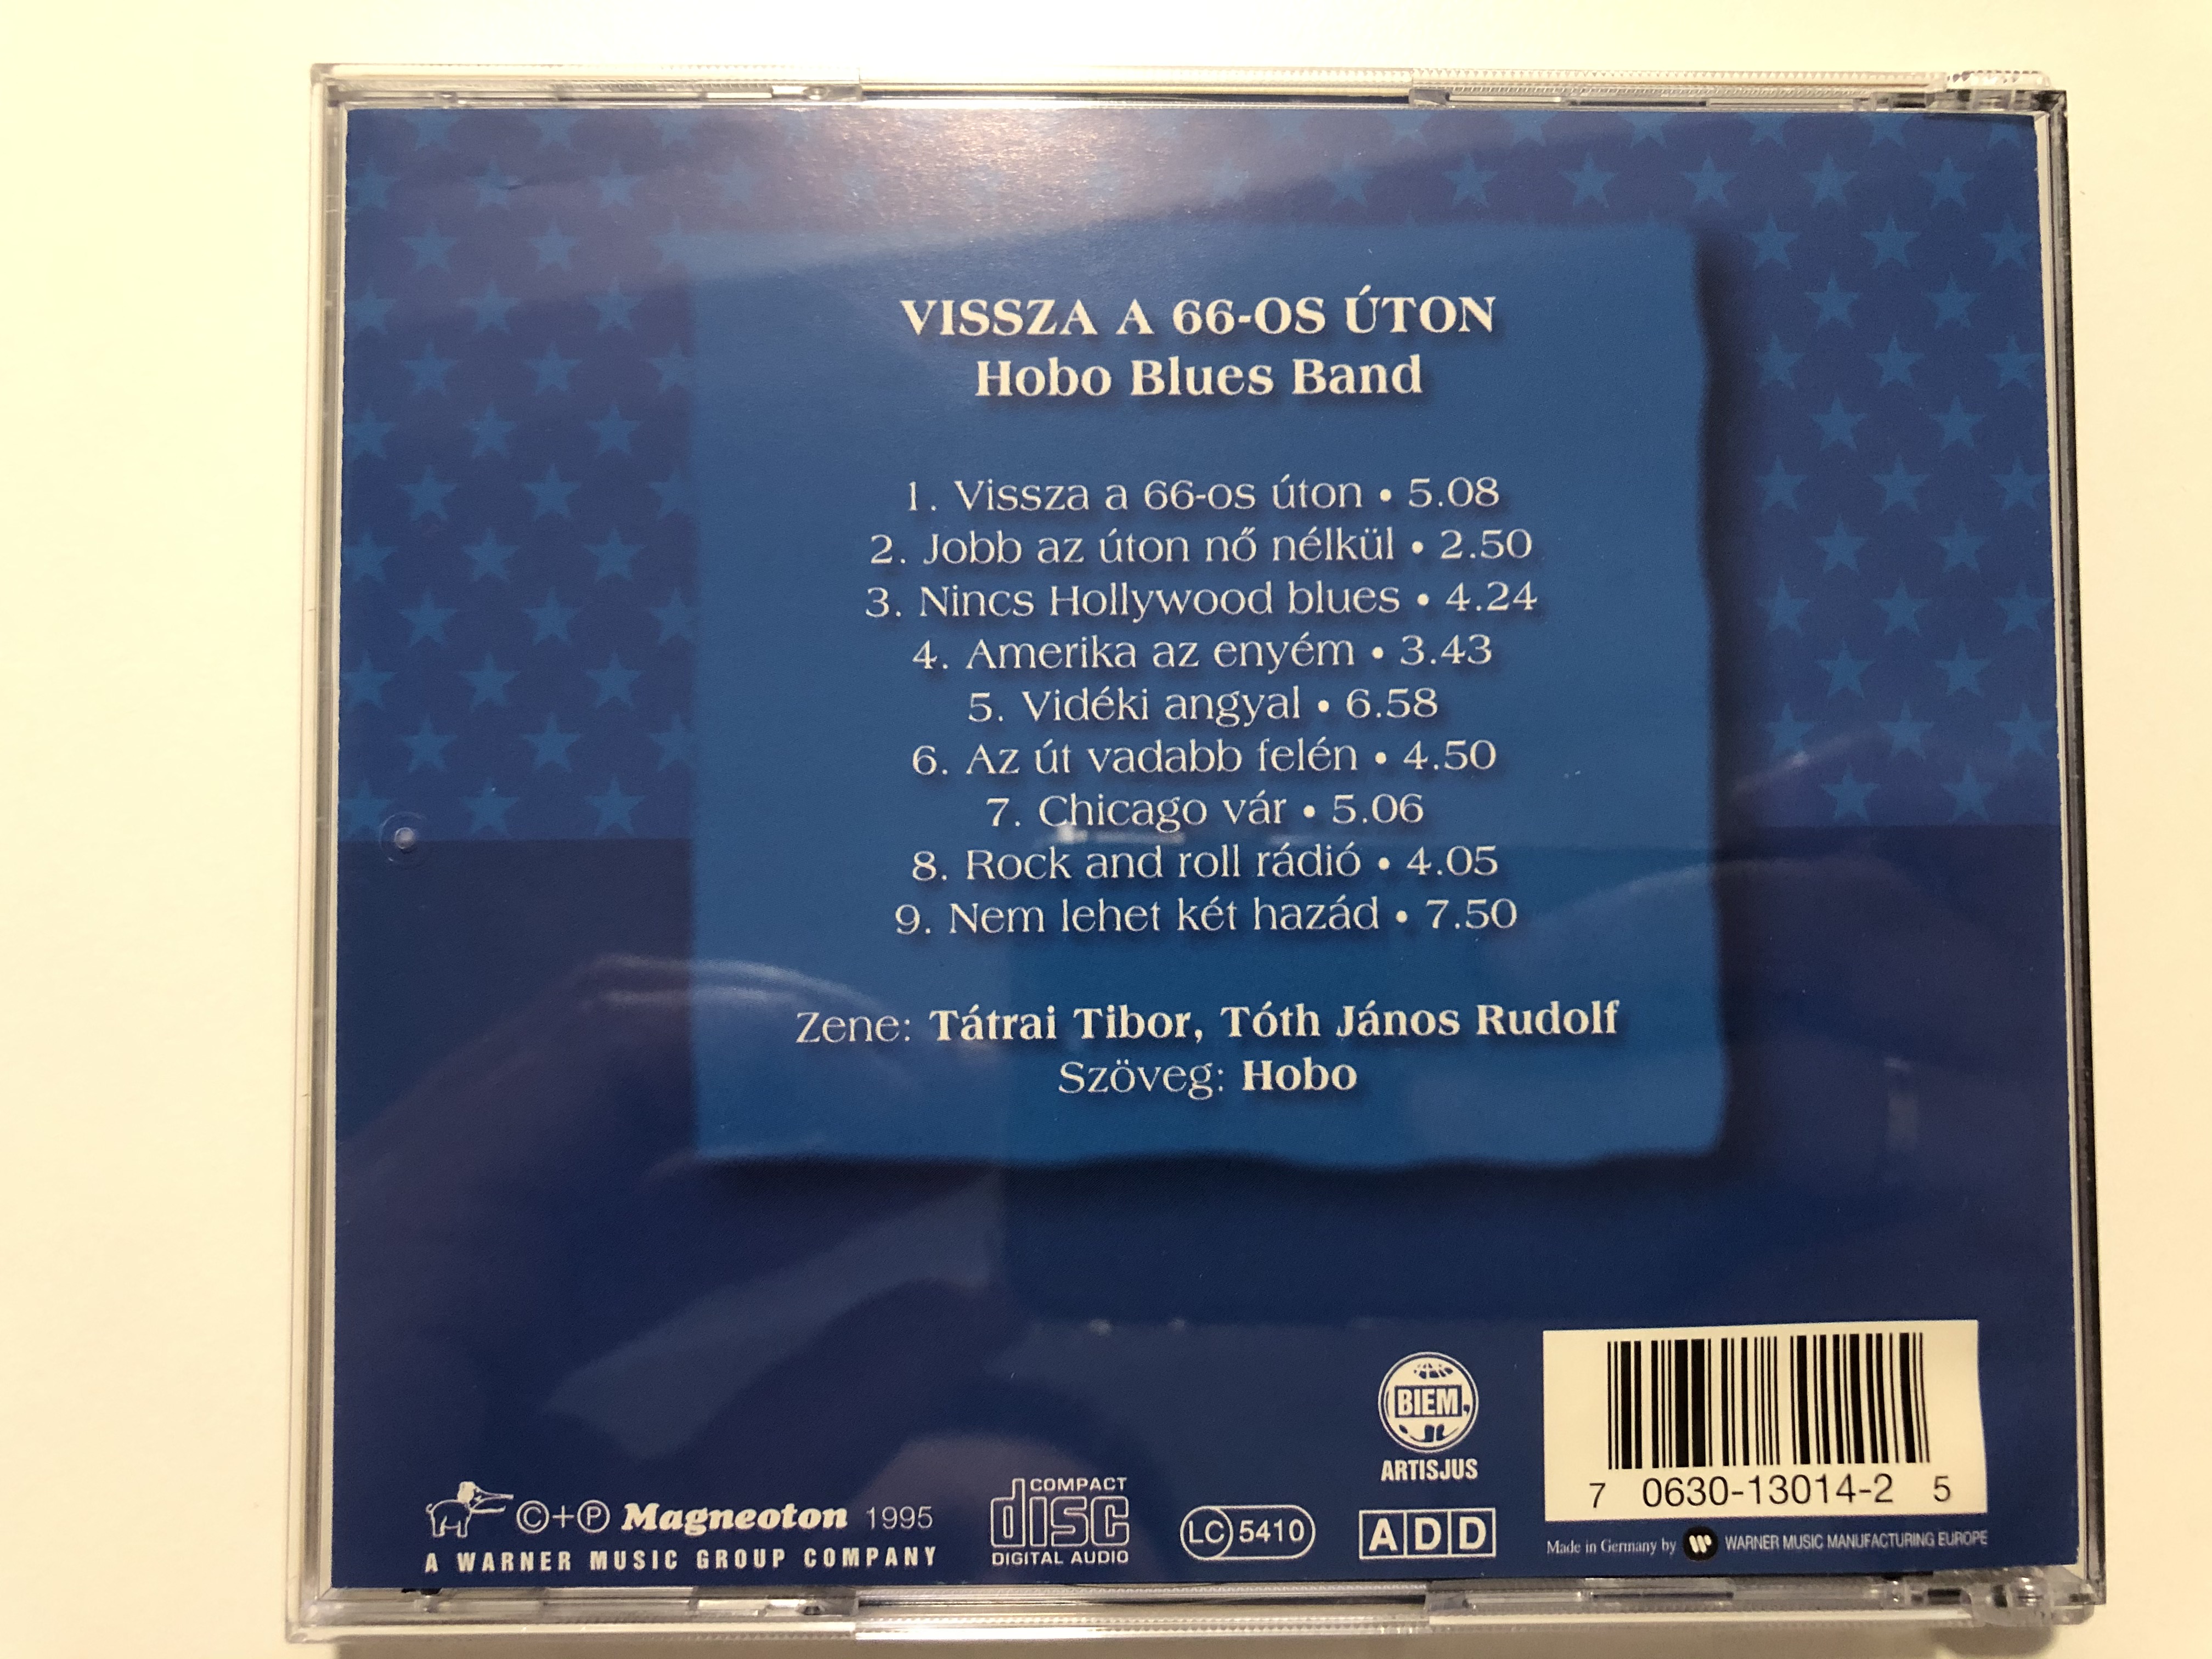 VISSZA A 66-OS ÚTON
Hobo Blues Band
1. Vissza a 66-os úton • 5.08
2. Jobb az úton nő nélkül • 2.50
3. Nincs Hollywood blues • 4.24
4. Amerika az enyém • 3.43
5. Vidéki angyal • 6.58
6. Az út vadabb felén • 4.50
7. Chicago vár • 5.06
8. Rock and roll rádió • 4.05
9. Nem lehet két hazád • 7.50
Zene: Tátrai Tibor, Tóth János Rudolf
Szöveg: Hobo
©+℗ Magneoton 1995
A WARNER MUSIC GROUP COMPANY
COMPACT
disc
DIGITAL AUDIO
LC 5410
BIEM
ARTISJUS
ADD
7 0630-13014-2 5
Made in Germany by WARNER MUSIC MANUFACTURING EUROPE